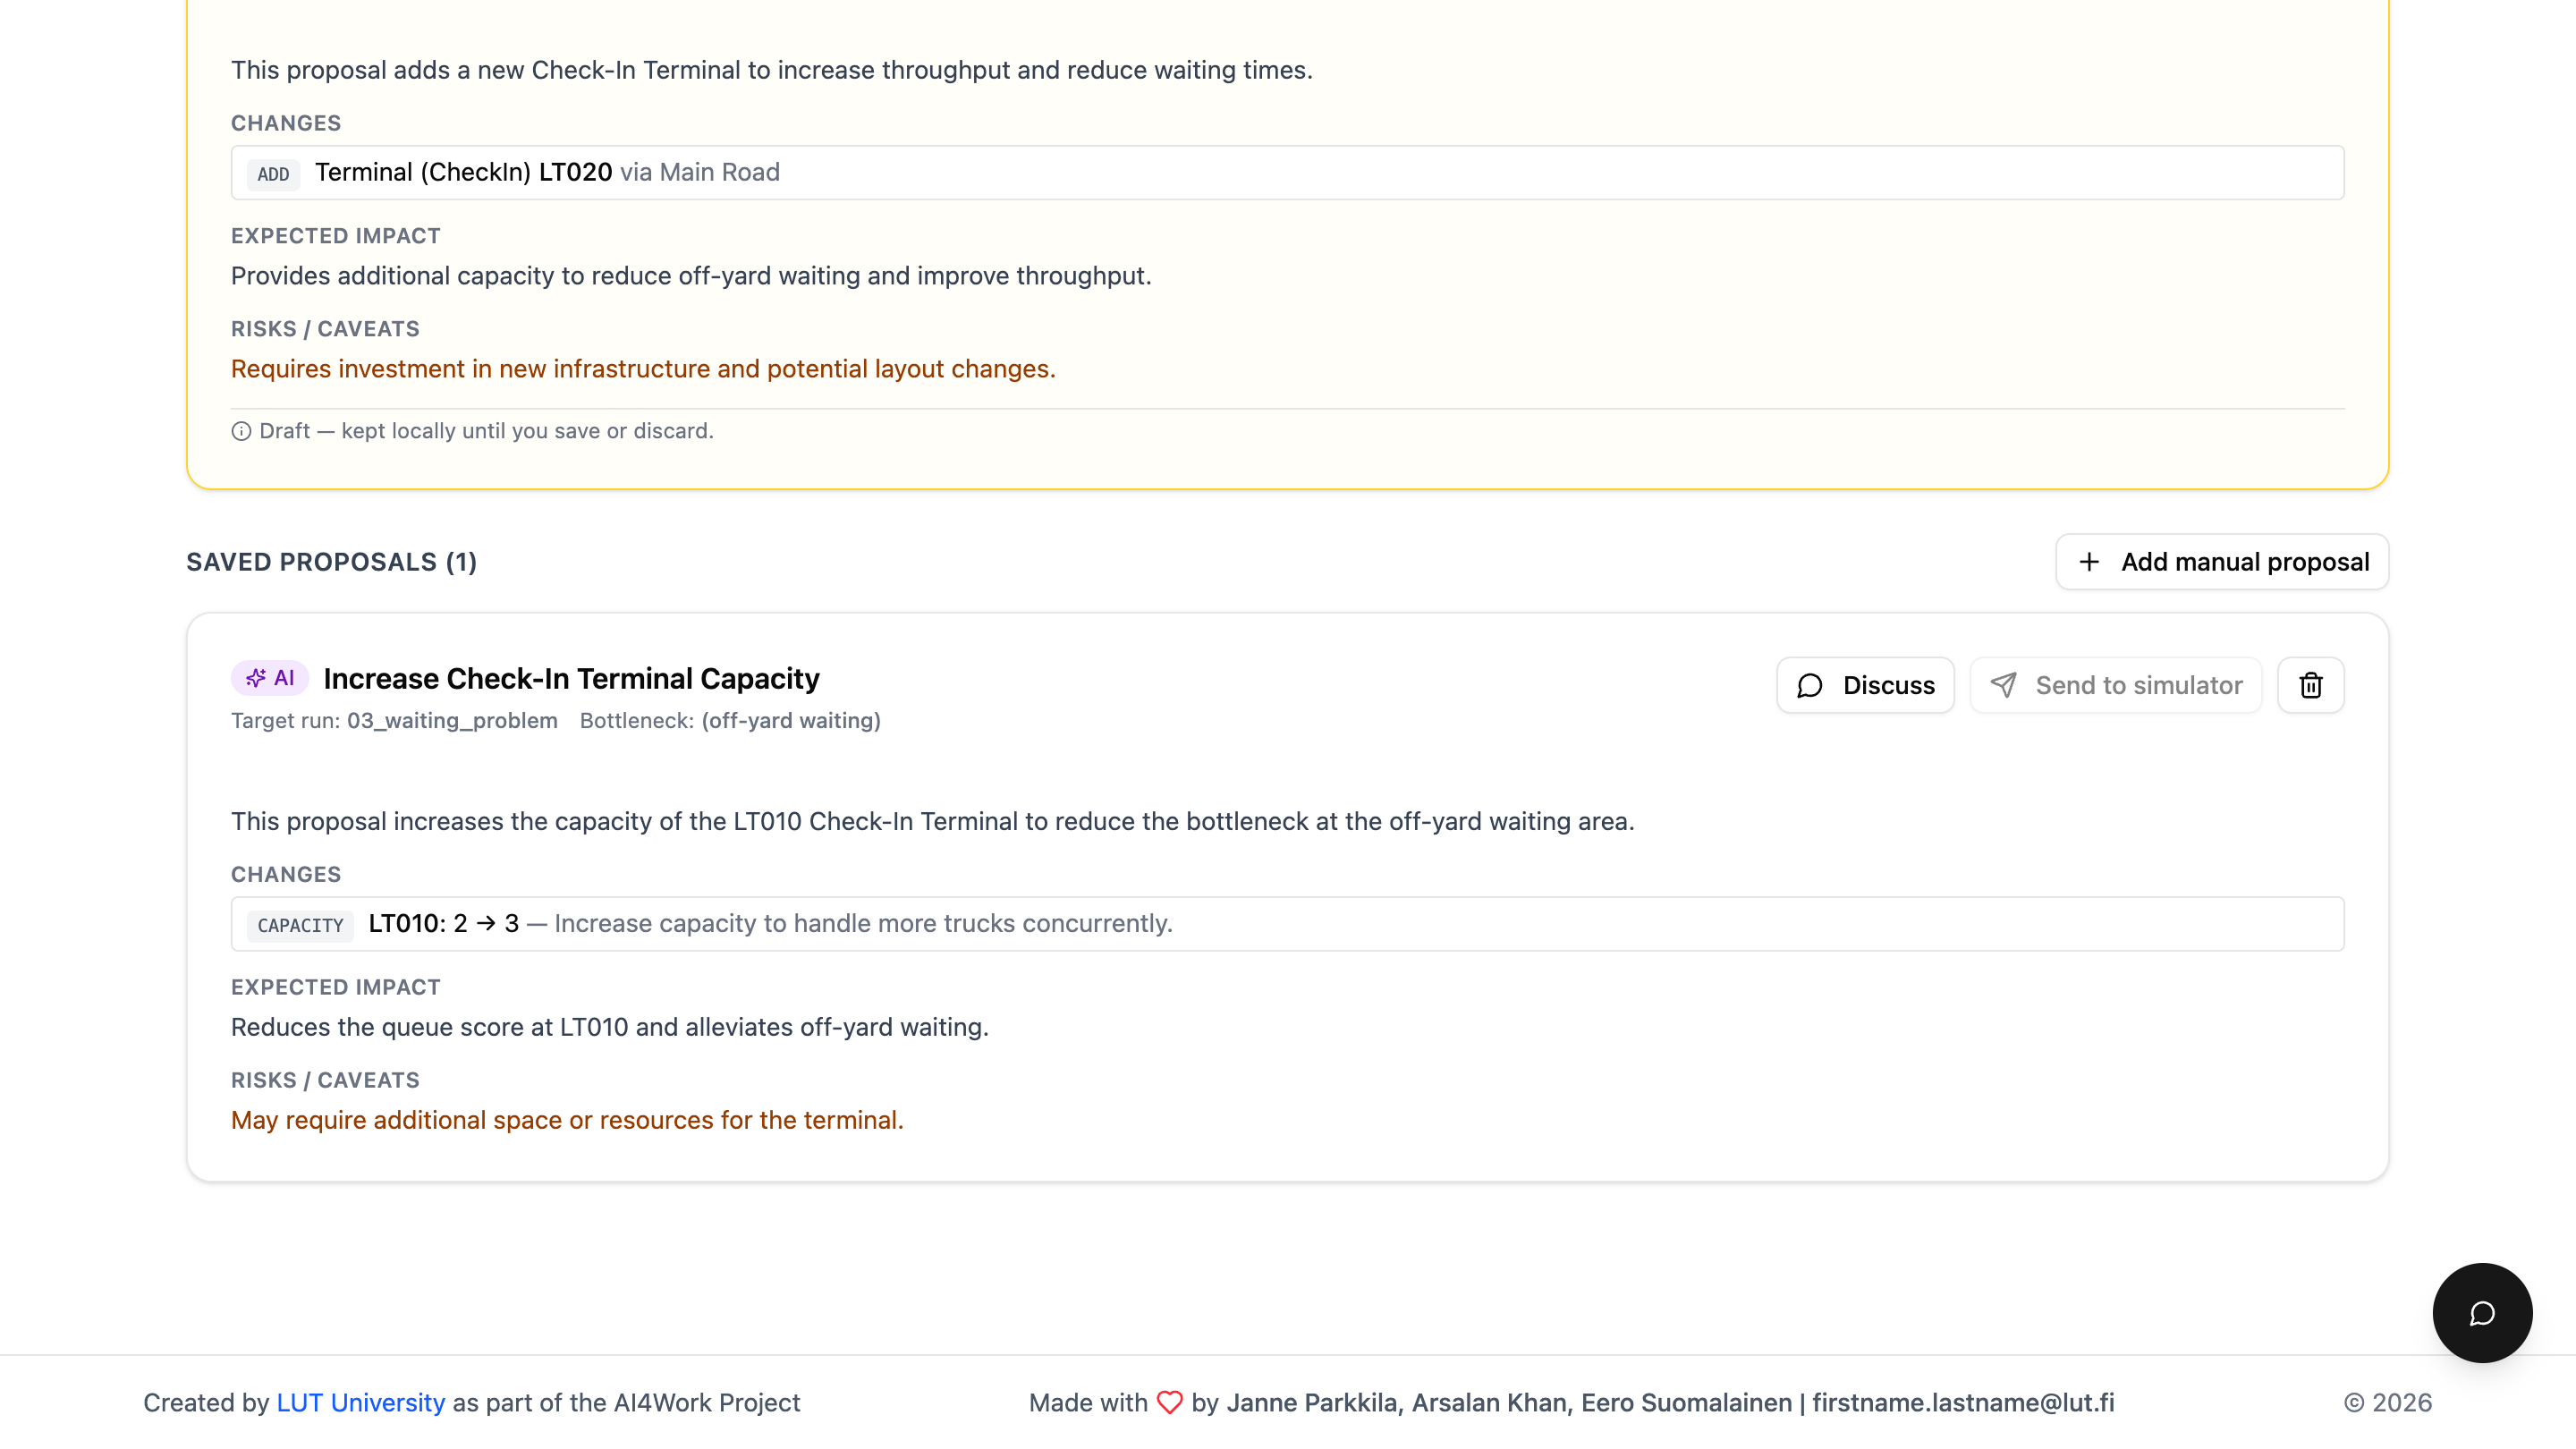 This proposal adds a new Check-In Terminal to increase throughput and reduce waiting times.
CHANGES
ADD Terminal (CheckIn) LT020 via Main Road
EXPECTED IMPACT
Provides additional capacity to reduce off-yard waiting and improve throughput.
RISKS / CAVEATS
Requires investment in new infrastructure and potential layout changes.
Draft — kept locally until you save or discard.
SAVED PROPOSALS (1)
+ Add manual proposal
AI Increase Check-In Terminal Capacity
Discuss
Send to simulator
Target run: 03_waiting_problem Bottleneck: (off-yard waiting)
This proposal increases the capacity of the LT010 Check-In Terminal to reduce the bottleneck at the off-yard waiting area.
CHANGES
CAPACITY LT010: 2 → 3 — Increase capacity to handle more trucks concurrently.
EXPECTED IMPACT
Reduces the queue score at LT010 and alleviates off-yard waiting.
RISKS / CAVEATS
May require additional space or resources for the terminal.
Created by LUT University as part of the AI4Work Project
Made with ♡ by Janne Parkkila, Arsalan Khan, Eero Suomalainen | firstname.lastname@lut.fi
© 2026